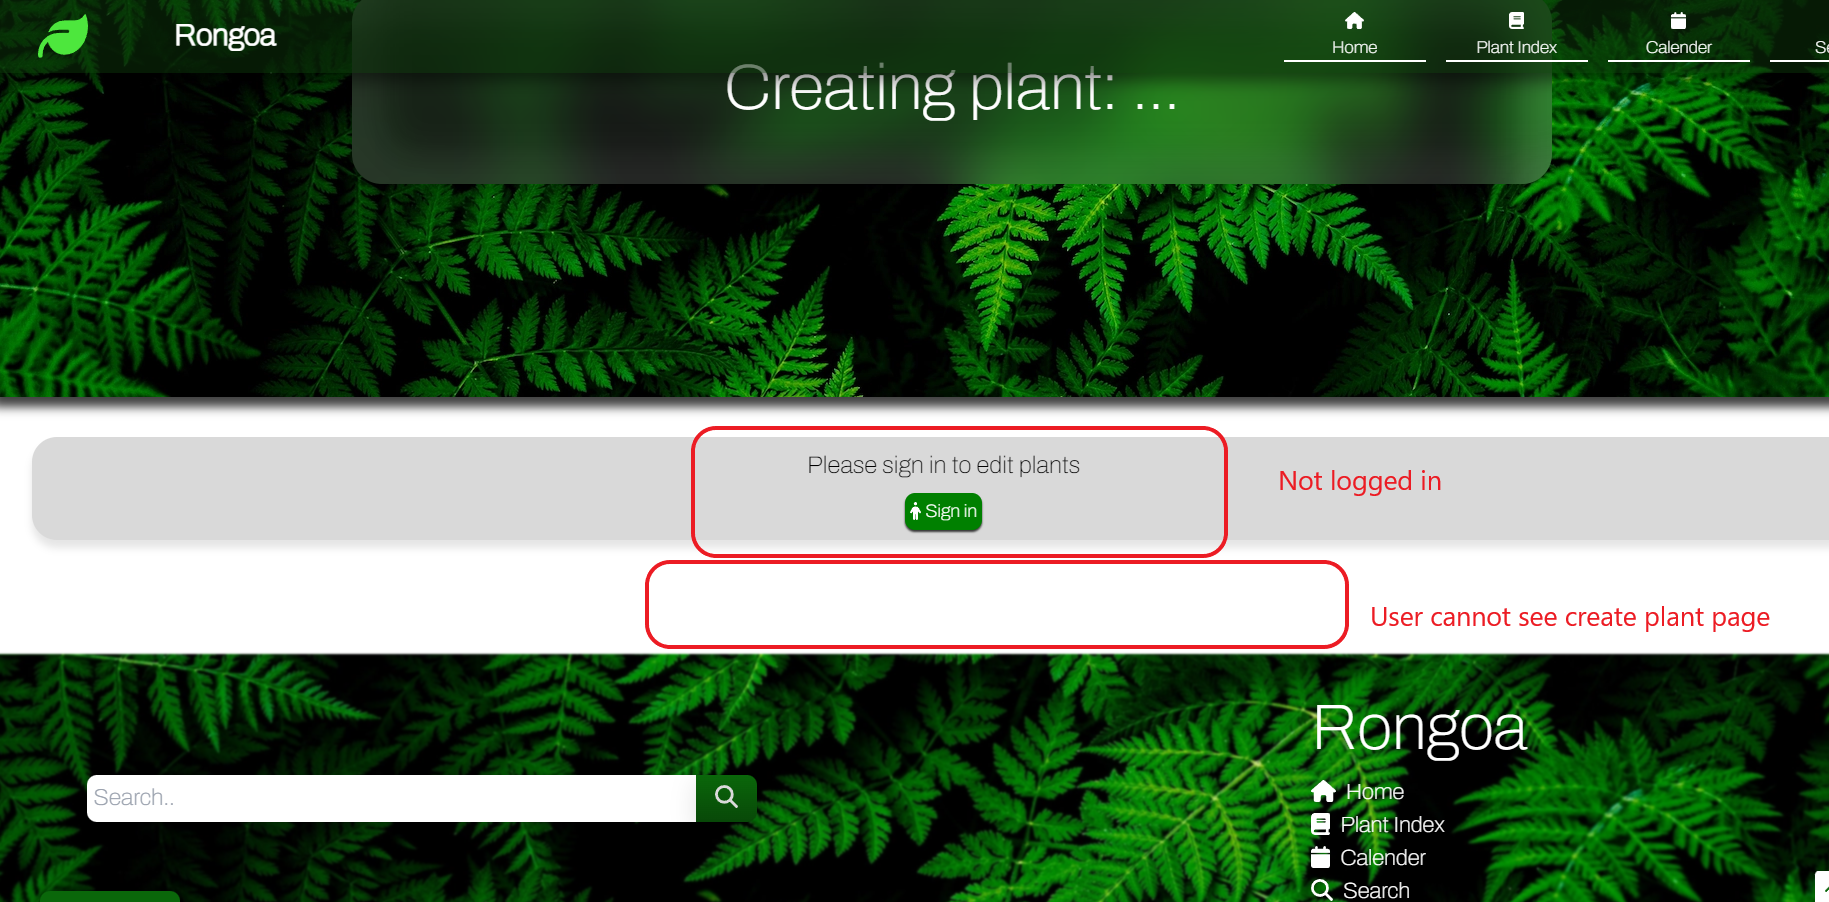 Rongoa
Home
Plant Index
Calender
Creating plant: ...
Please sign in to edit plants
Sign in
Not logged in
User cannot see create plant page
Search..
Rongoa
Home
Plant Index
Calender
Search